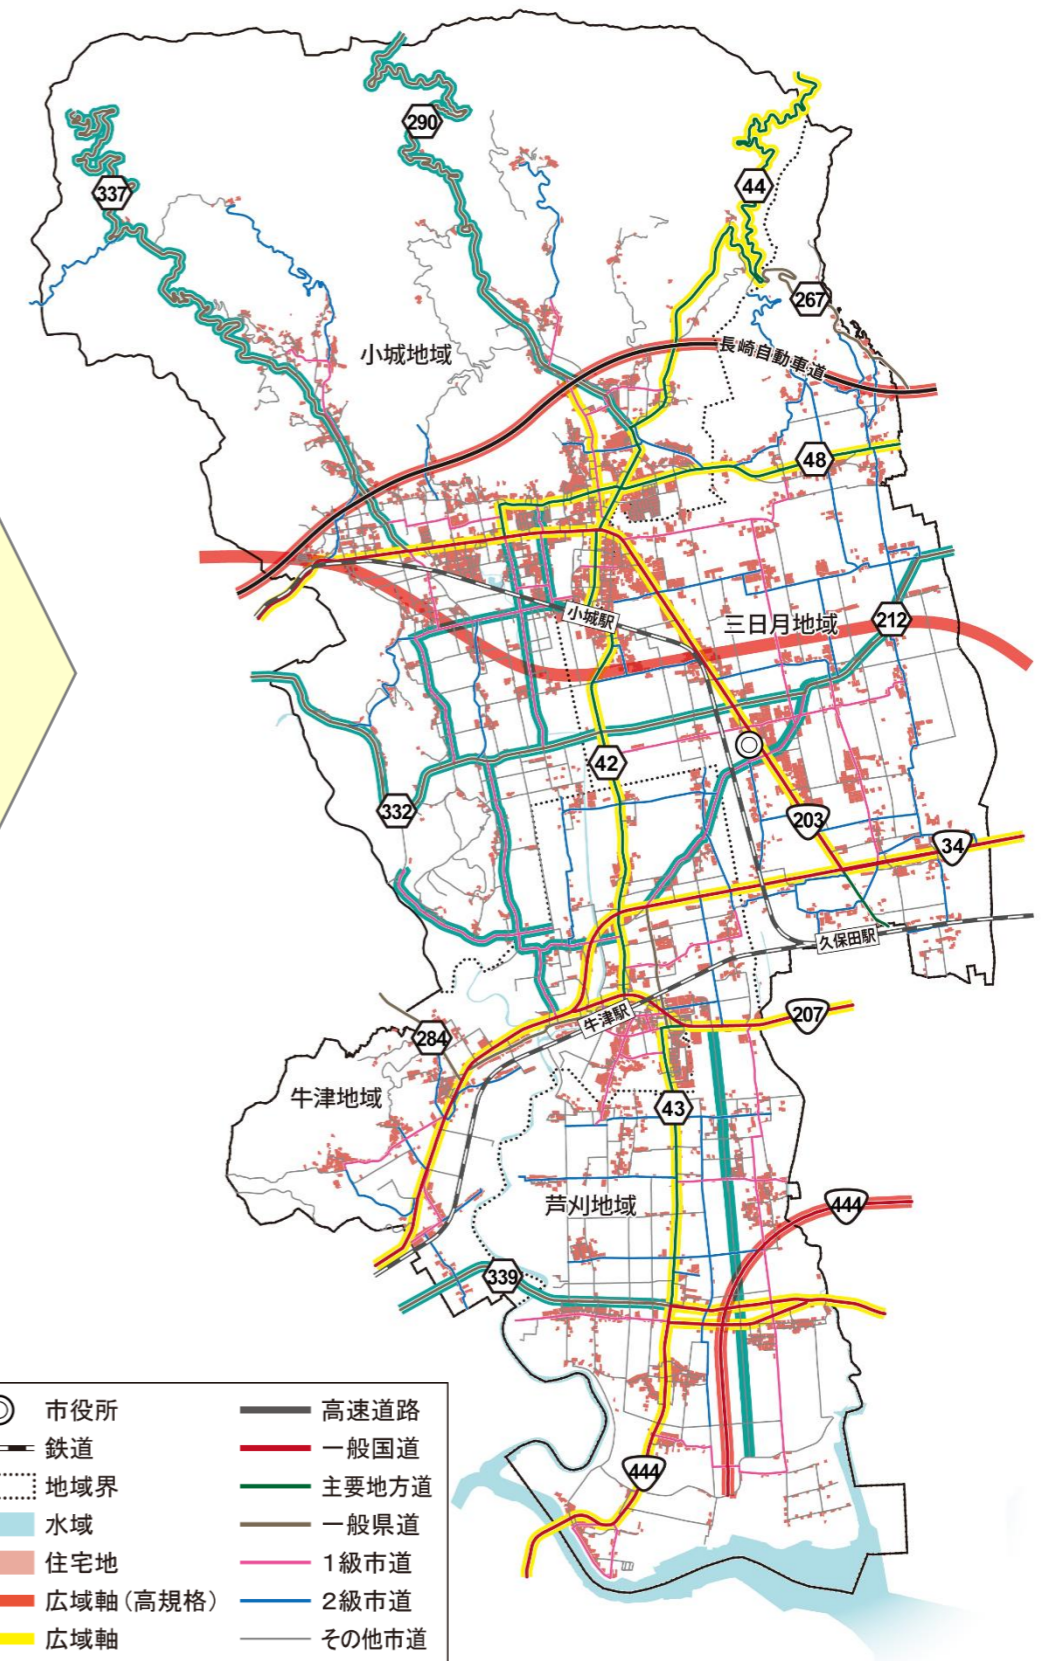 290
337
44
267
小城地域
長崎自動車道
48
小城駅
三日月地域
212
42
332
203
34
久保田駅
牛津駅
207
284
牛津地域
43
芦刈地域
444
339
444
市役所
鉄道
地域界
水域
住宅地
広域軸(高規格)
広域軸
高速道路
一般国道
主要地方道
一般県道
1級市道
2級市道
その他市道